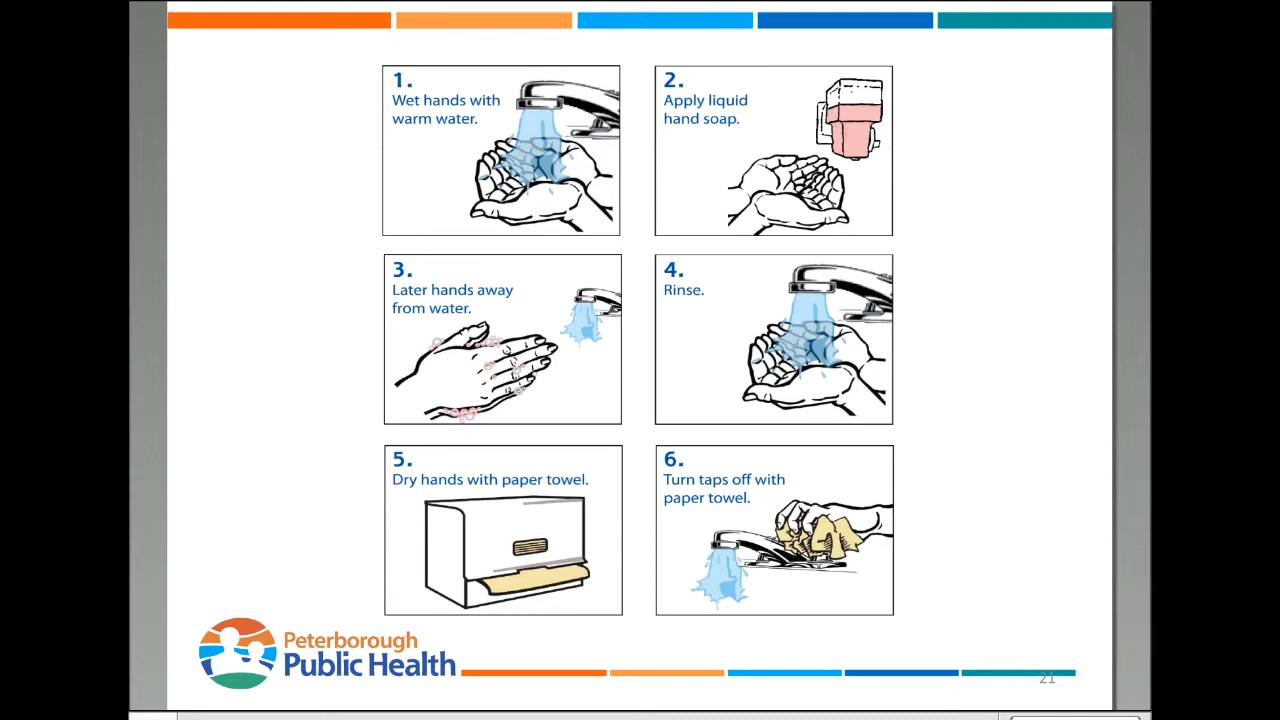 1.
Wet hands with
warm water.
2.
Apply liquid
hand soap.
3.
Later hands away
from water.
4.
Rinse.
5.
Dry hands with paper towel.
6.
Turn taps off with
paper towel.
Peterborough
Public Health
21